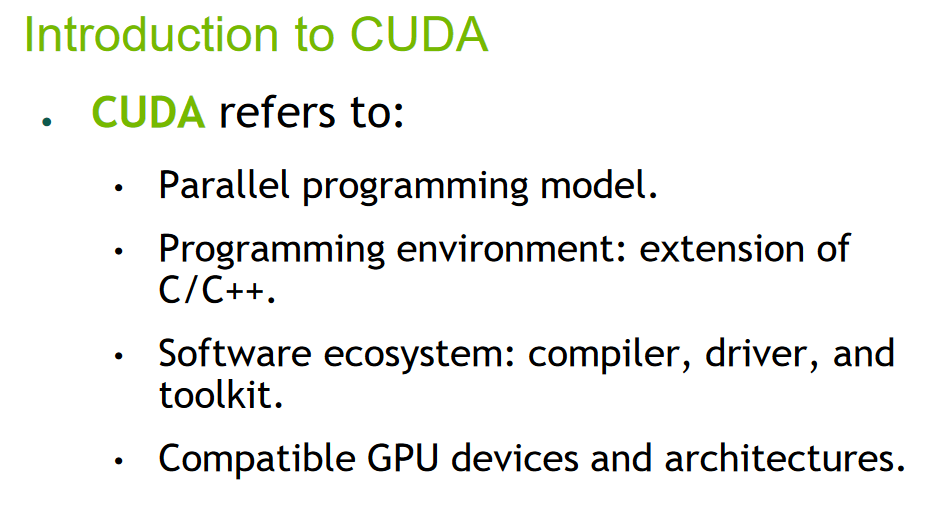 Introduction to CUDA
• CUDA refers to:
• Parallel programming model.
• Programming environment: extension of
C/C++.
• Software ecosystem: compiler, driver, and
toolkit.
• Compatible GPU devices and architectures.